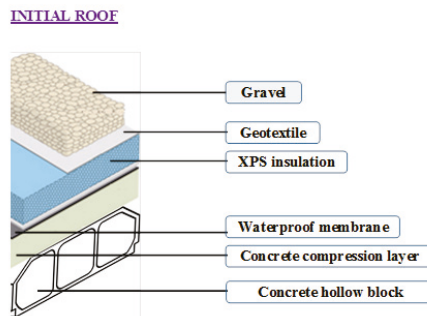 INITIAL ROOF
Gravel
Geotextile
XPS insulation
Waterproof membrane
Concrete compression layer
Concrete hollow block